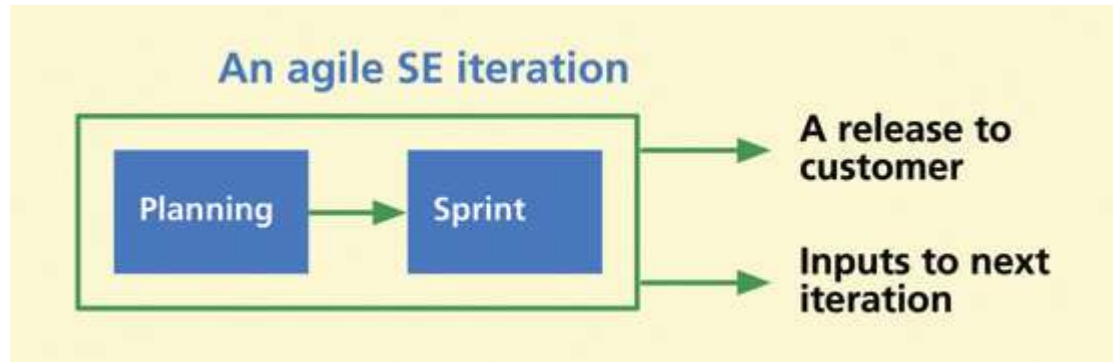 An agile SE iteration
Planning
Sprint
A release to
customer
Inputs to next
iteration